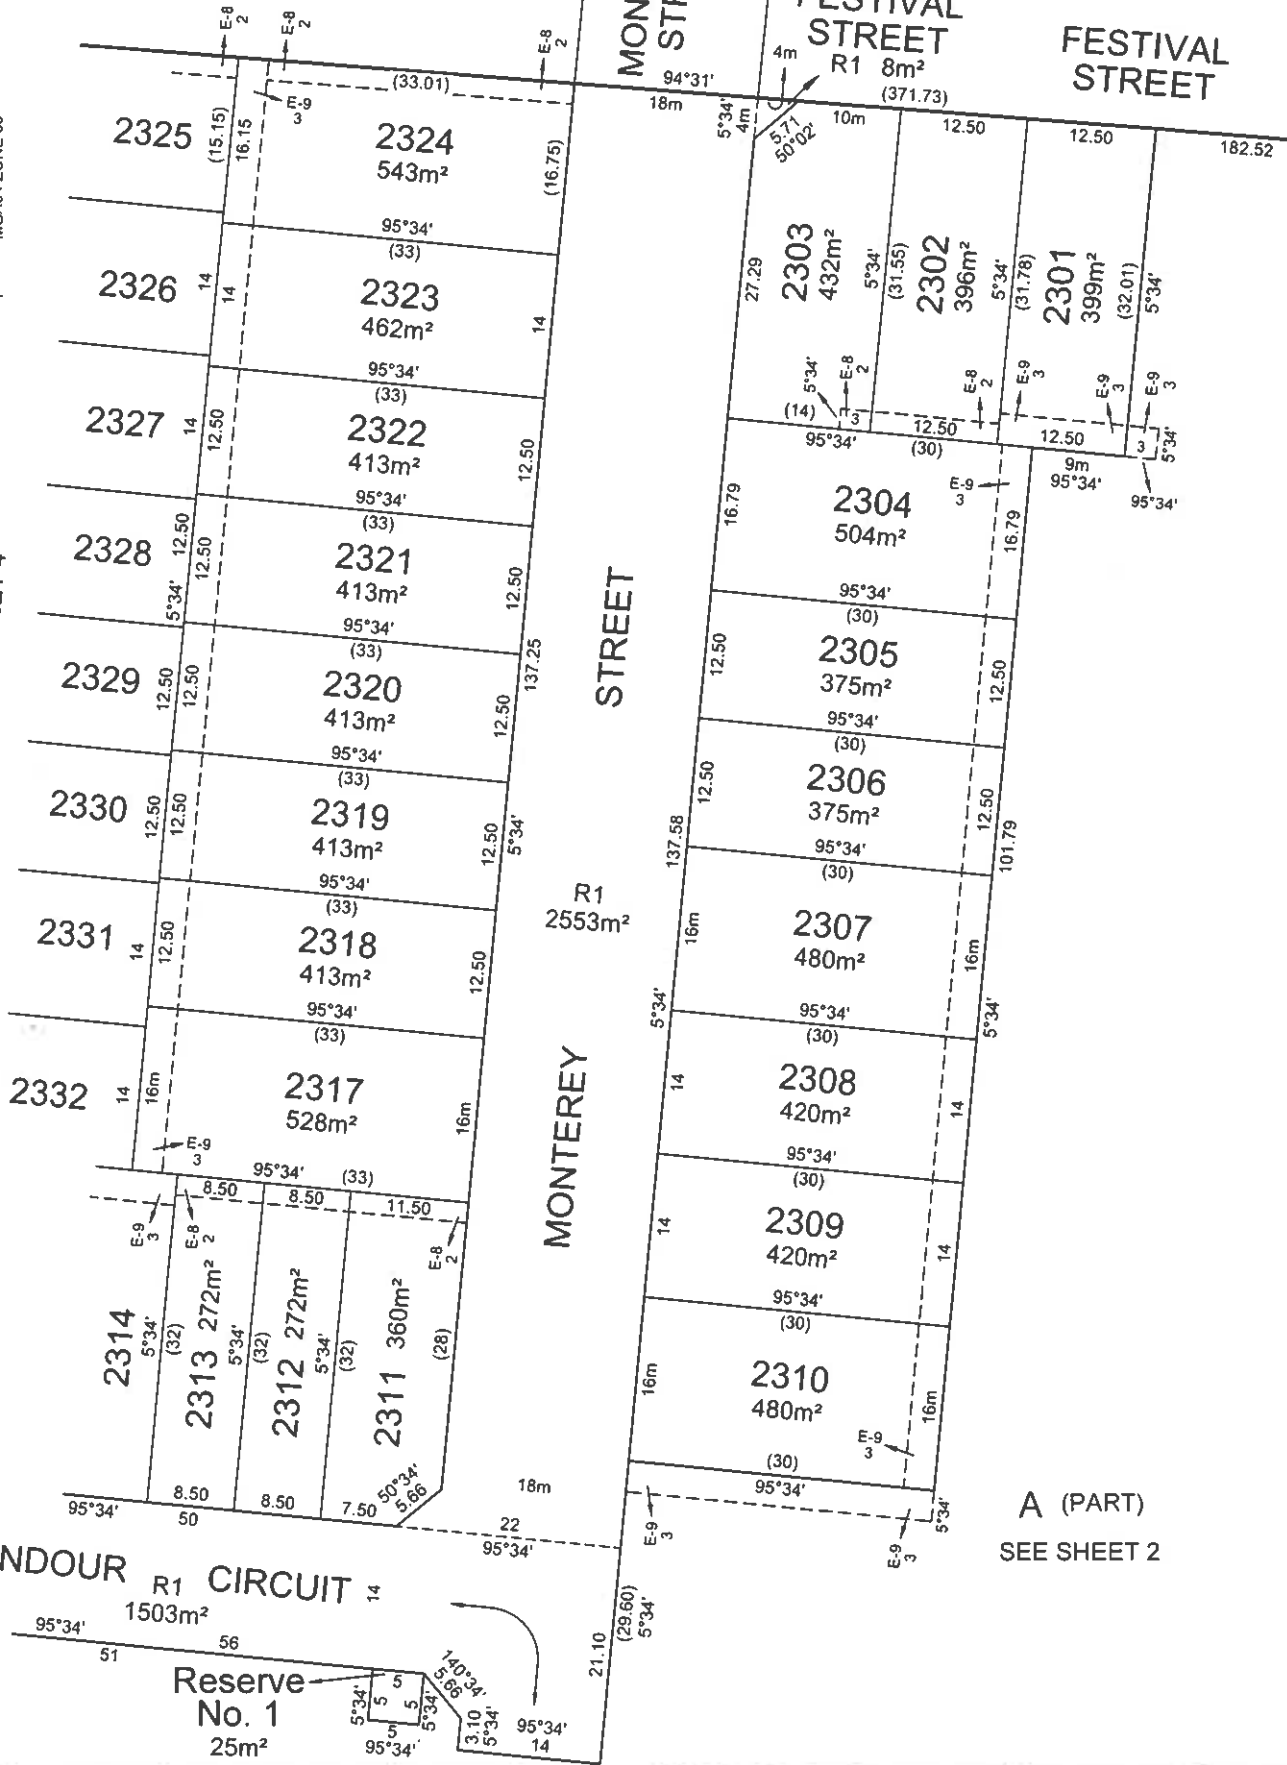 E-8
2
E-8
2
E-8
2
MON
STR
FESTIVAL
STREET
FESTIVAL
STREET
4m
R1 8m²
94°31'
18m
(371.73)
(33.01)
E-9
3
5°34'
4m
5.71
50°02'
10m
12.50
12.50
182.52
2325
(15.15)
16.15
2324
543m²
(16.75)
95°34'
(33)
2303
432m²
27.29
5°34'
(31.55)
2302
396m²
5°34'
(31.78)
2301
399m²
(32.01)
5°34'
2326
14
14
2323
462m²
14
95°34'
(33)
5°34'
E-8
2
E-8
2
E-9
3
E-9
3
E-9
3
(14)
3
12.50
12.50
3
5°34'
95°34'
(30)
9m
95°34'
95°34'
2327
14
12.50
2322
413m²
12.50
95°34'
(33)
16.79
2304
504m²
E-9
3
16.79
95°34'
(30)
2328
12.50
12.50
5°34'
2321
413m²
12.50
95°34'
(33)
137.25
STREET
12.50
2305
375m²
12.50
95°34'
(30)
2329
12.50
12.50
2320
413m²
12.50
95°34'
(33)
12.50
2306
375m²
12.50
137.58
101.79
95°34'
(30)
2330
12.50
12.50
2319
413m²
12.50
5°34'
95°34'
(33)
R1
2553m²
16m
2307
480m²
16m
5°34'
5°34'
95°34'
(30)
2331
14
12.50
2318
413m²
12.50
95°34'
(33)
2332
14
16m
2317
528m²
16m
E-9
3
95°34'
(33)
MONTEREY
14
2308
420m²
14
95°34'
(30)
14
2309
420m²
14
95°34'
(30)
8.50
8.50
11.50
E-9
3
E-8
2
E-8
2
2314
5°34'
(32)
2313 272m²
5°34'
(32)
2312 272m²
5°34'
(32)
2311 360m²
(28)
16m
2310
480m²
16m
E-9
3
(30)
95°34'
5°34'
E-9
3
E-9
3
A (PART)
SEE SHEET 2
95°34'
8.50
50
8.50
7.50
50°34'
5.66
18m
22
95°34'
NDOUR CIRCUIT
R1
1503m²
14
95°34'
51
56
Reserve
No. 1
25m²
5
5°34'
5
5
5°34'
5
95°34'
140°34'
5.66
3.10
5°34'
95°34'
14
21.10
(29.60)
5°34'